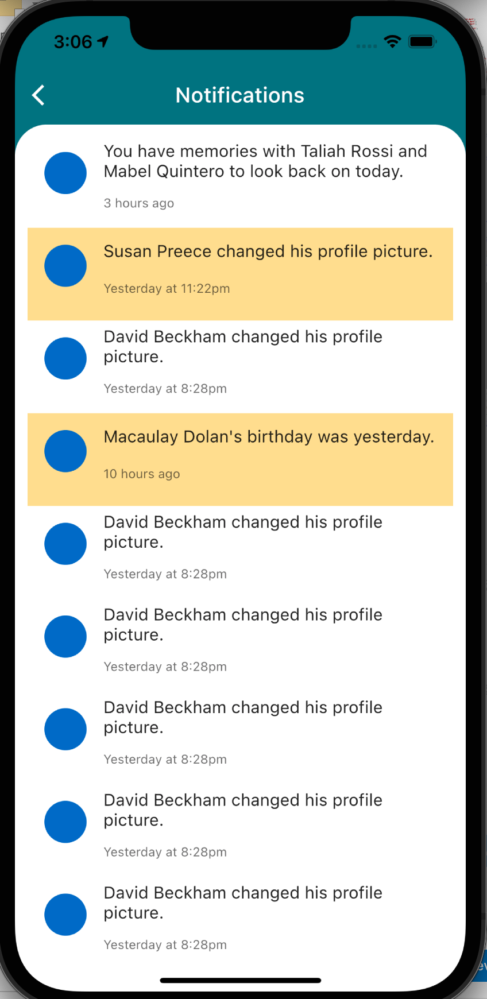 3:06
Notifications
You have memories with Taliah Rossi and
Mabel Quintero to look back on today.
3 hours ago
Susan Preece changed his profile picture.
Yesterday at 11:22pm
David Beckham changed his profile
picture.
Yesterday at 8:28pm
Macaulay Dolan's birthday was yesterday.
10 hours ago
David Beckham changed his profile
picture.
Yesterday at 8:28pm
David Beckham changed his profile
picture.
Yesterday at 8:28pm
David Beckham changed his profile
picture.
Yesterday at 8:28pm
David Beckham changed his profile
picture.
Yesterday at 8:28pm
David Beckham changed his profile
picture.
Yesterday at 8:28pm